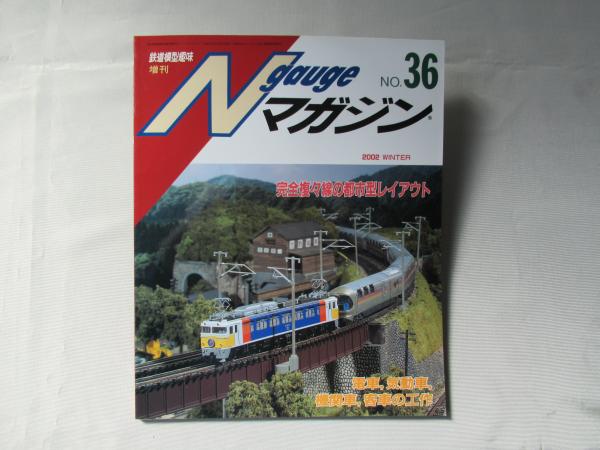 鉄道模型趣味
増刊
N gauge
マガジン
NO.36
2002 WINTER
完全複々線の都市型レイアウト
電車,気動車,
機関車,客車の工作